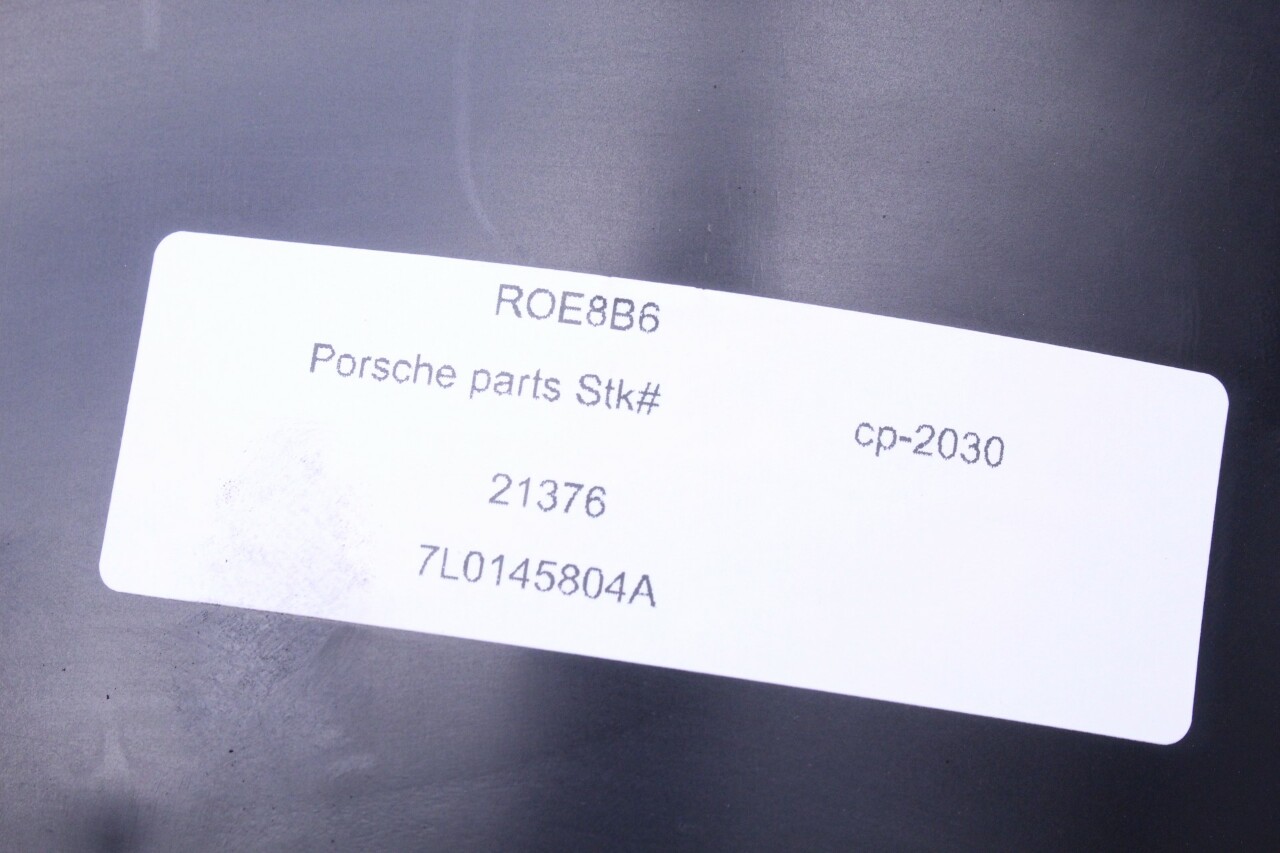 ROE8B6
Porsche parts Stk#
cp-2030
21376
7L0145804A